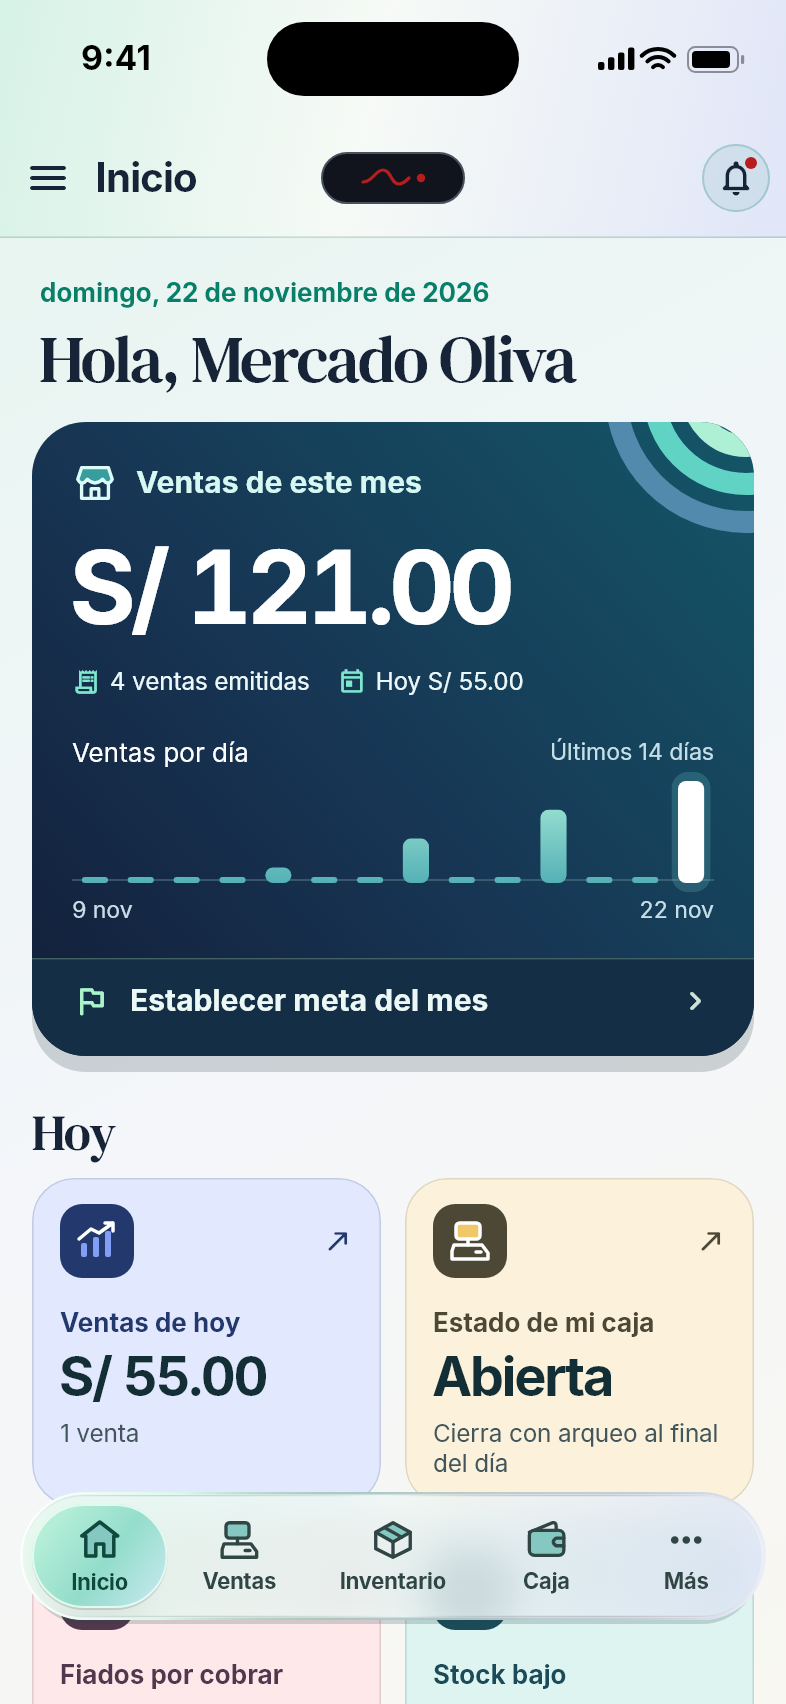 9:41
Inicio
domingo, 22 de noviembre de 2026
Hola, Mercado Oliva
Ventas de este mes
S/ 121.00
4 ventas emitidas
Hoy S/ 55.00
Ventas por día
Últimos 14 días
9 nov
22 nov
Establecer meta del mes
Hoy
Ventas de hoy
S/ 55.00
1 venta
Estado de mi caja
Abierta
Cierra con arqueo al final
del día
Fiados por cobrar
Stock bajo
Inicio
Ventas
Inventario
Caja
Más